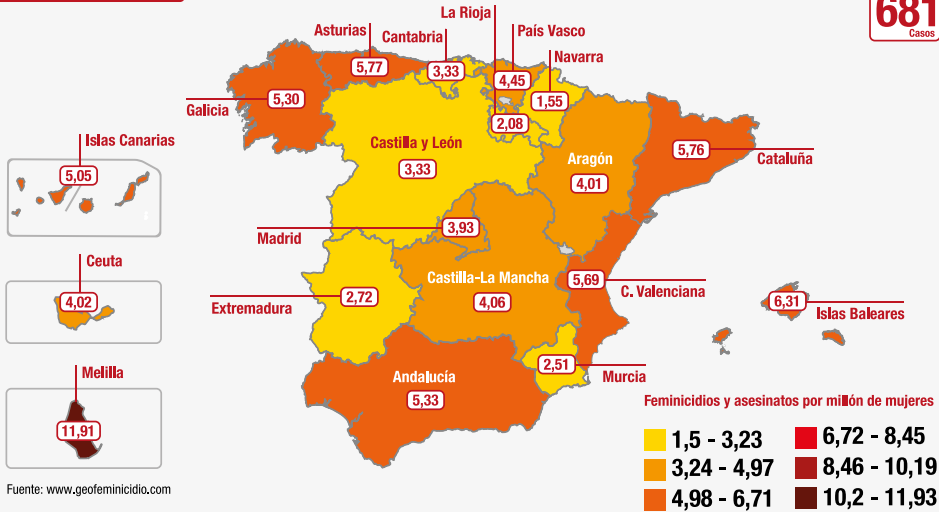 681
Casos
La Rioja
Asturias
Cantabria
País Vasco
Navarra
5,77
3,33
4,45
1,55
2,08
Galicia
5,30
Castilla y León
3,33
Aragón
4,01
5,76
Cataluña
Islas Canarias
5,05
Madrid
3,93
Ceuta
4,02
Extremadura
2,72
Castilla-La Mancha
4,06
5,69
C. Valenciana
6,31
Islas Baleares
2,51
Murcia
Andalucía
5,33
Melilla
11,91
Feminicidios y asesinatos por millón de mujeres
1,5 - 3,23
3,24 - 4,97
4,98 - 6,71
6,72 - 8,45
8,46 - 10,19
10,2 - 11,93
Fuente: www.geofeminicidio.com